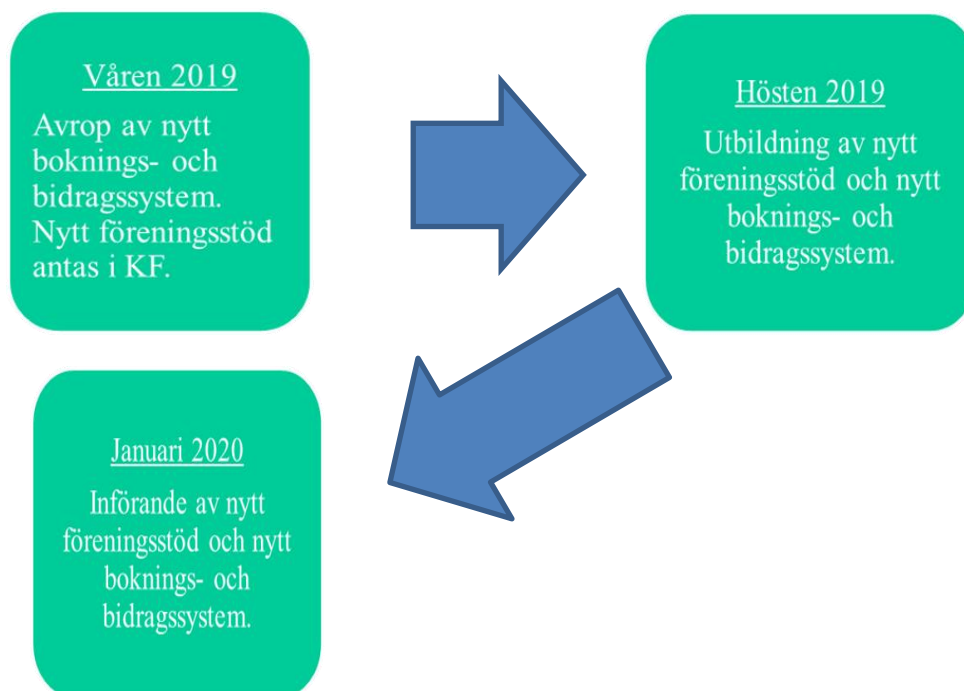 Våren 2019
Avrop av nytt
boknings- och
bidragssystem.
Nytt föreningsstöd
antas i KF.
Hösten 2019
Utbildning av nytt
föreningsstöd och nytt
boknings- och
bidragssystem.
Januari 2020
Införande av nytt
föreningsstöd och nytt
boknings- och
bidragssystem.